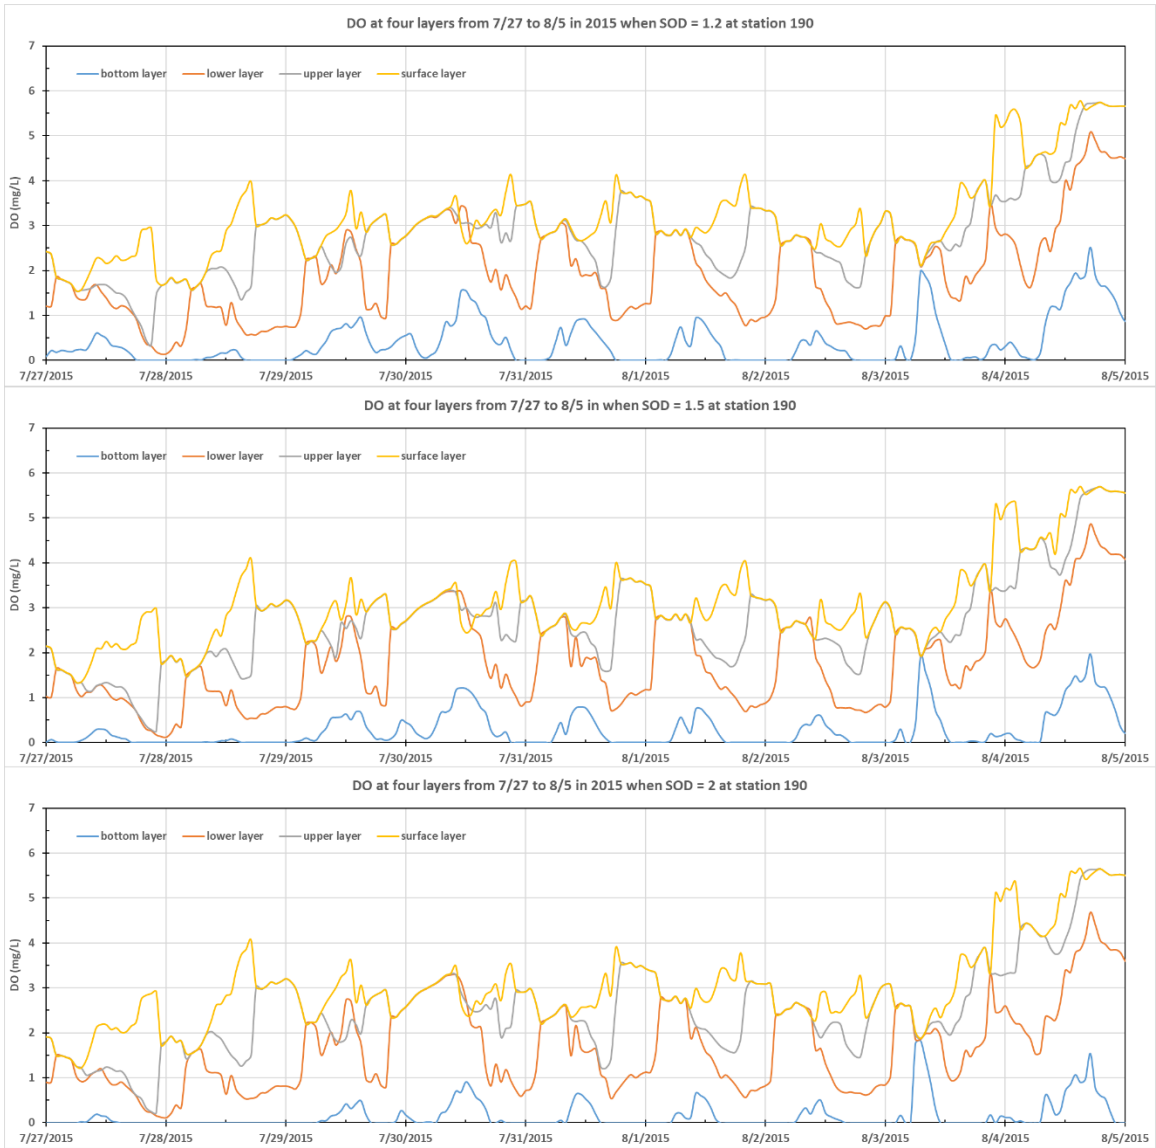 DO at four layers from 7/27 to 8/5 in 2015 when SOD = 1.2 at station 190
7
bottom layer lower layer upper layer surface layer
6
5
4
DO (mg/L)
3
2
1
0
7/27/2015 7/28/2015 7/29/2015 7/30/2015 7/31/2015 8/1/2015 8/2/2015 8/3/2015 8/4/2015 8/5/2015
DO at four layers from 7/27 to 8/5 in when SOD = 1.5 at station 190
7
bottom layer lower layer upper layer surface layer
6
5
4
DO (mg/L)
3
2
1
0
7/27/2015 7/28/2015 7/29/2015 7/30/2015 7/31/2015 8/1/2015 8/2/2015 8/3/2015 8/4/2015 8/5/2015
DO at four layers from 7/27 to 8/5 in 2015 when SOD = 2 at station 190
7
bottom layer lower layer upper layer surface layer
6
5
4
DO (mg/L)
3
2
1
0
7/27/2015 7/28/2015 7/29/2015 7/30/2015 7/31/2015 8/1/2015 8/2/2015 8/3/2015 8/4/2015 8/5/2015